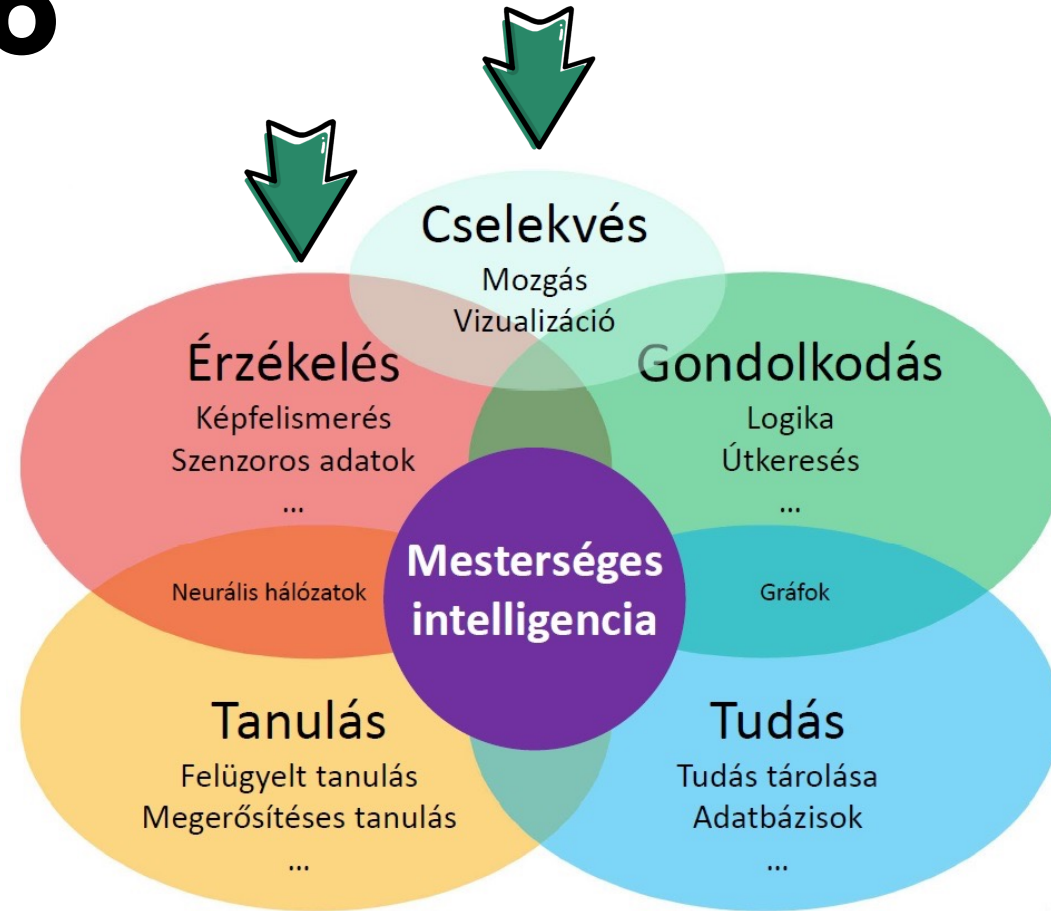 Cselekvés
Mozgás
Vizualizáció
Érzékelés
Képfelismerés
Szenzoros adatok
...
Gondolkodás
Logika
Útkeresés
...
Neurális hálózatok
Mesterséges
intelligencia
Gráfok
Tanulás
Felügyelt tanulás
Megerősítéses tanulás
...
Tudás
Tudás tárolása
Adatbázisok
...